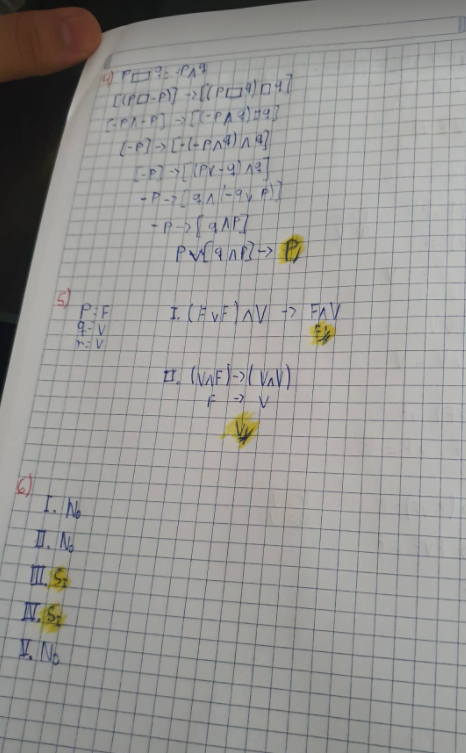 4) P□q = -P∧q
[(P□-P)] → [(P□q)□q]
[-P∧-P] → [(-P∧q)□q]
[-P] → [-(-P∧q)∧q]
[-P] → [(P∨-q)∧q]
-P → [q∧(-q∨P)]
-P → [q∧P]
P∨[q∧P] → P//
5)
P=F I. (F∨F)∧V → F∧V
q=V F//
r=V
II. (V∧F)→(V∧V)
F → V
V//
6)
I. No
II. No
III. Si
IV. Si
V. No